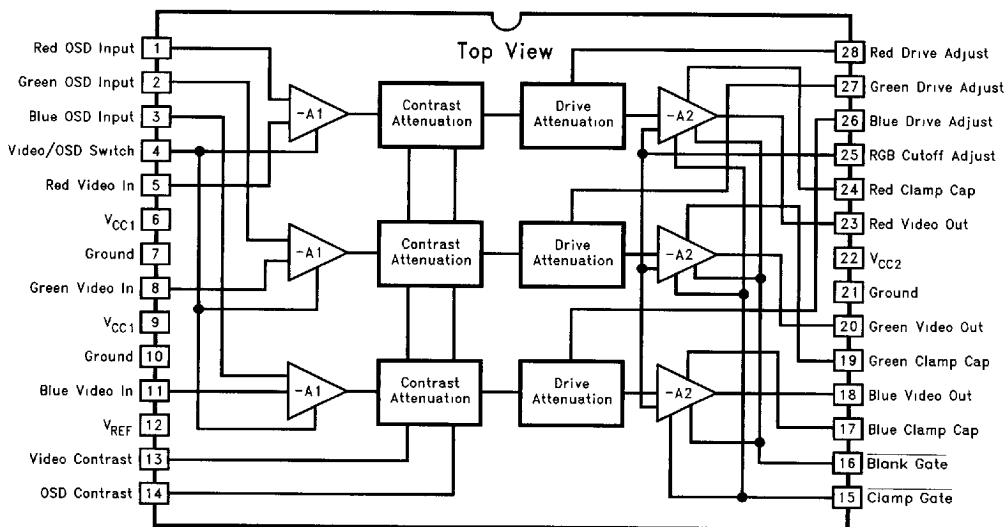 Top View
Red OSD Input 1
Green OSD Input 2
Blue OSD Input 3
Video/OSD Switch 4
Red Video In 5
VCC1 6
Ground 7
Green Video In 8
VCC1 9
Ground 10
Blue Video In 11
VREF 12
Video Contrast 13
OSD Contrast 14
-A1
Contrast
Attenuation
Drive
Attenuation
-A2
-A1
Contrast
Attenuation
Drive
Attenuation
-A2
-A1
Contrast
Attenuation
Drive
Attenuation
-A2
28 Red Drive Adjust
27 Green Drive Adjust
26 Blue Drive Adjust
25 RGB Cutoff Adjust
24 Red Clamp Cap
23 Red Video Out
22 VCC2
21 Ground
20 Green Video Out
19 Green Clamp Cap
18 Blue Video Out
17 Blue Clamp Cap
16 Blank Gate
15 Clamp Gate